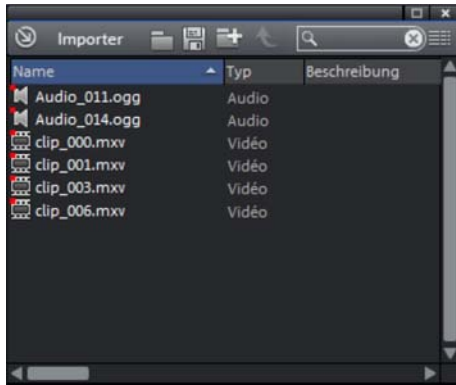 Importer
Name Typ Beschreibung
Audio_011.ogg Audio
Audio_014.ogg Audio
clip_000.mxv Vidéo
clip_001.mxv Vidéo
clip_003.mxv Vidéo
clip_006.mxv Vidéo